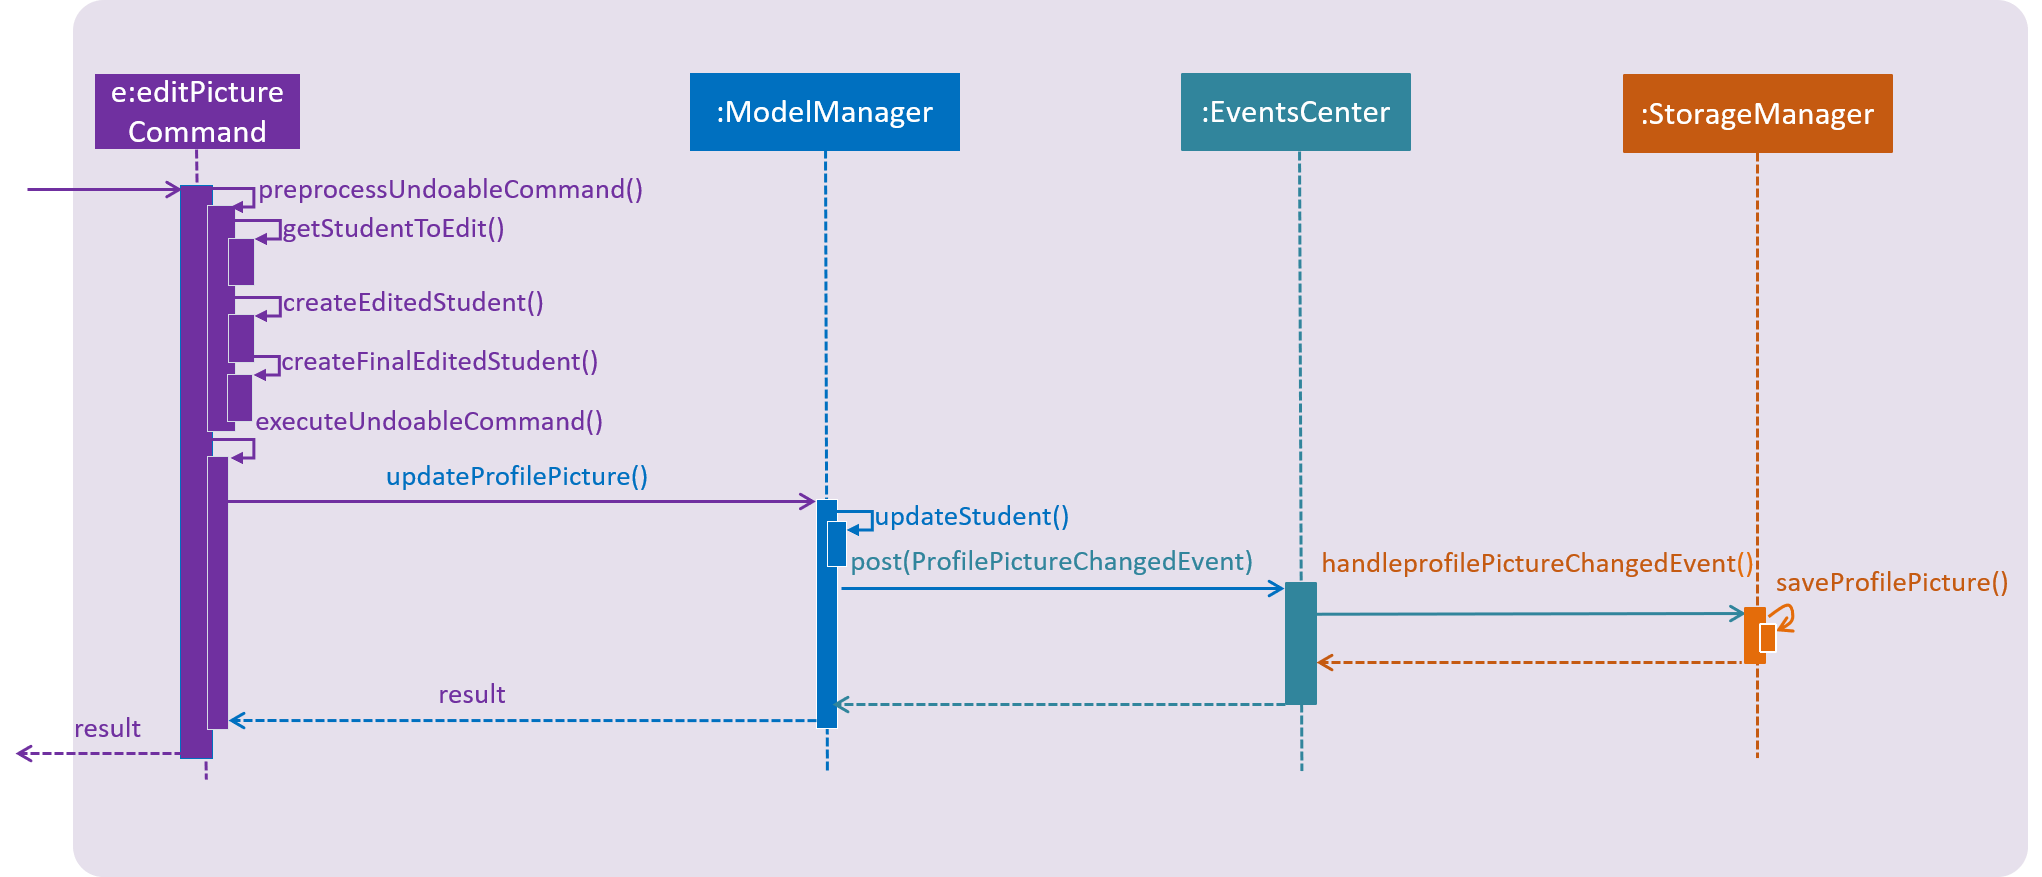 e:editPicture
Command
:ModelManager
:EventsCenter
:StorageManager
preprocessUndoableCommand()
getStudentToEdit()
createEditedStudent()
createFinalEditedStudent()
executeUndoableCommand()
updateProfilePicture()
updateStudent()
post(ProfilePictureChangedEvent)
handleprofilePictureChangedEvent()
saveProfilePicture()
result
result